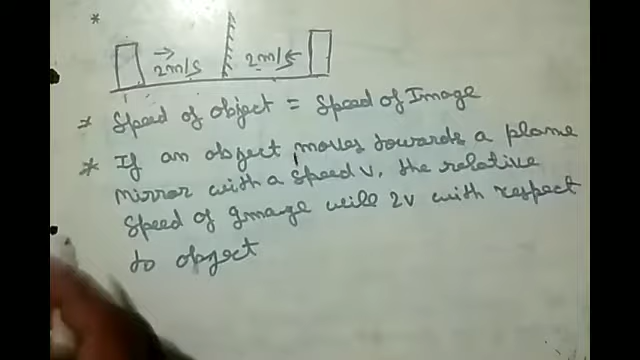 *
2m/s 2m/s
⇒ Speed of object = Speed of Image
* If an object moves towards a plane
mirror with a speed v, the relative
speed of gmauge will 2v with respect
to object